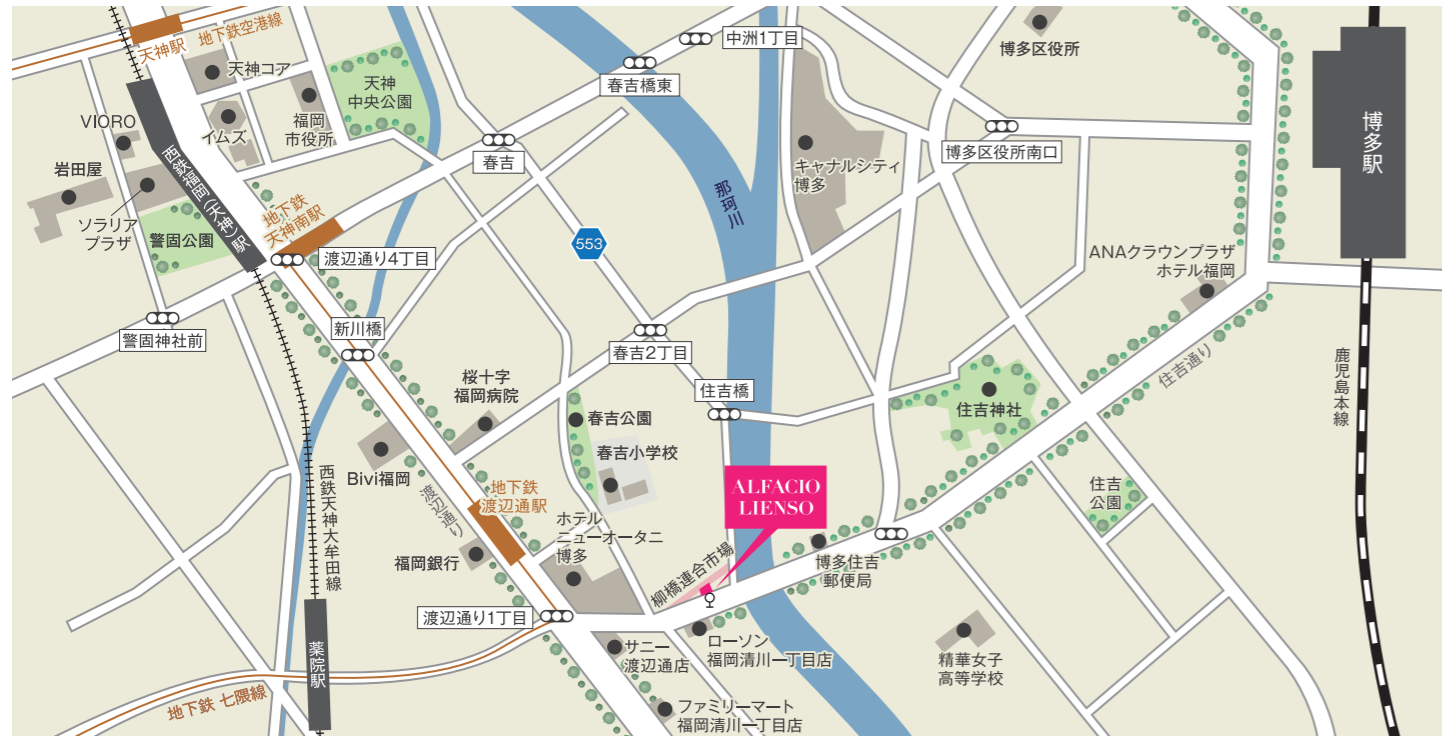 天神駅
地下鉄空港線
天神コア
天神
中央公園
福岡
市役所
VIORO
イムズ
岩田屋
ソラリア
プラザ
西鉄福岡(天神)駅
警固公園
地下鉄
天神南駅
渡辺通り4丁目
警固神社前
新川橋
春吉
春吉橋東
中洲1丁目
博多区役所
博多区役所南口
キャナルシティ
博多
那珂川
553
博多駅
ANAクラウンプラザ
ホテル福岡
鹿児島本線
住吉通り
住吉神社
住吉
公園
春吉2丁目
住吉橋
桜十字
福岡病院
春吉公園
春吉小学校
Bivi福岡
渡辺通り
地下鉄
渡辺通駅
福岡銀行
ホテル
ニューオータニ
博多
ALFACIO
LIENSO
柳橋連合市場
博多住吉
郵便局
渡辺通り1丁目
サニー
渡辺通店
ローソン
福岡清川一丁目店
ファミリーマート
福岡清川一丁目店
精華女子
高等学校
西鉄天神大牟田線
薬院駅
地下鉄 七隈線